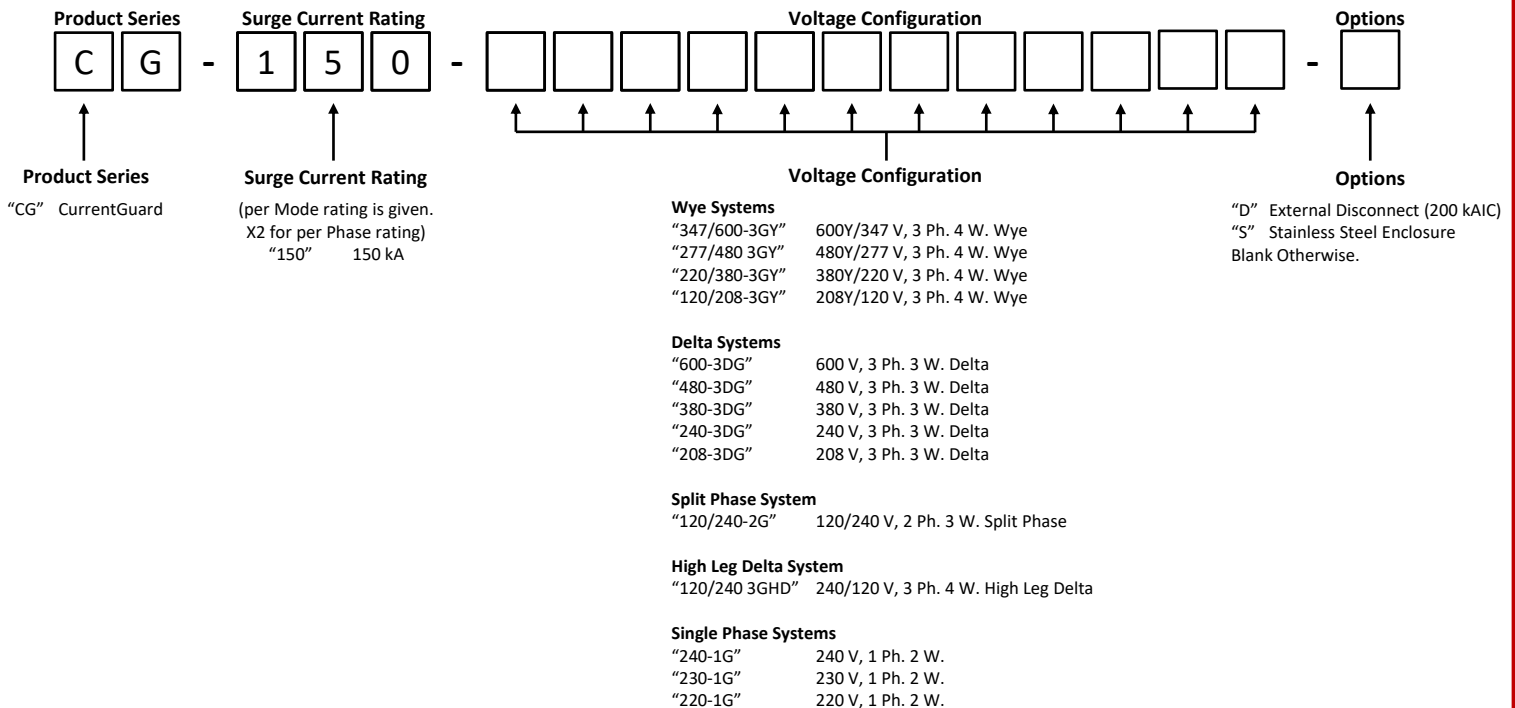 Product Series Surge Current Rating Voltage Configuration Options
C G - 1 5 0 - -
Product Series
"CG" CurrentGuard
Surge Current Rating
(per Mode rating is given.
X2 for per Phase rating)
"150" 150 kA
Voltage Configuration
Wye Systems
"347/600-3GY" 600Y/347 V, 3 Ph. 4 W. Wye
"277/480 3GY" 480Y/277 V, 3 Ph. 4 W. Wye
"220/380-3GY" 380Y/220 V, 3 Ph. 4 W. Wye
"120/208-3GY" 208Y/120 V, 3 Ph. 4 W. Wye
Delta Systems
"600-3DG" 600 V, 3 Ph. 3 W. Delta
"480-3DG" 480 V, 3 Ph. 3 W. Delta
"380-3DG" 380 V, 3 Ph. 3 W. Delta
"240-3DG" 240 V, 3 Ph. 3 W. Delta
"208-3DG" 208 V, 3 Ph. 3 W. Delta
Split Phase System
"120/240-2G" 120/240 V, 2 Ph. 3 W. Split Phase
High Leg Delta System
"120/240 3GHD" 240/120 V, 3 Ph. 4 W. High Leg Delta
Single Phase Systems
"240-1G" 240 V, 1 Ph. 2 W.
"230-1G" 230 V, 1 Ph. 2 W.
"220-1G" 220 V, 1 Ph. 2 W.
Options
"D" External Disconnect (200 kAIC)
"S" Stainless Steel Enclosure
Blank Otherwise.